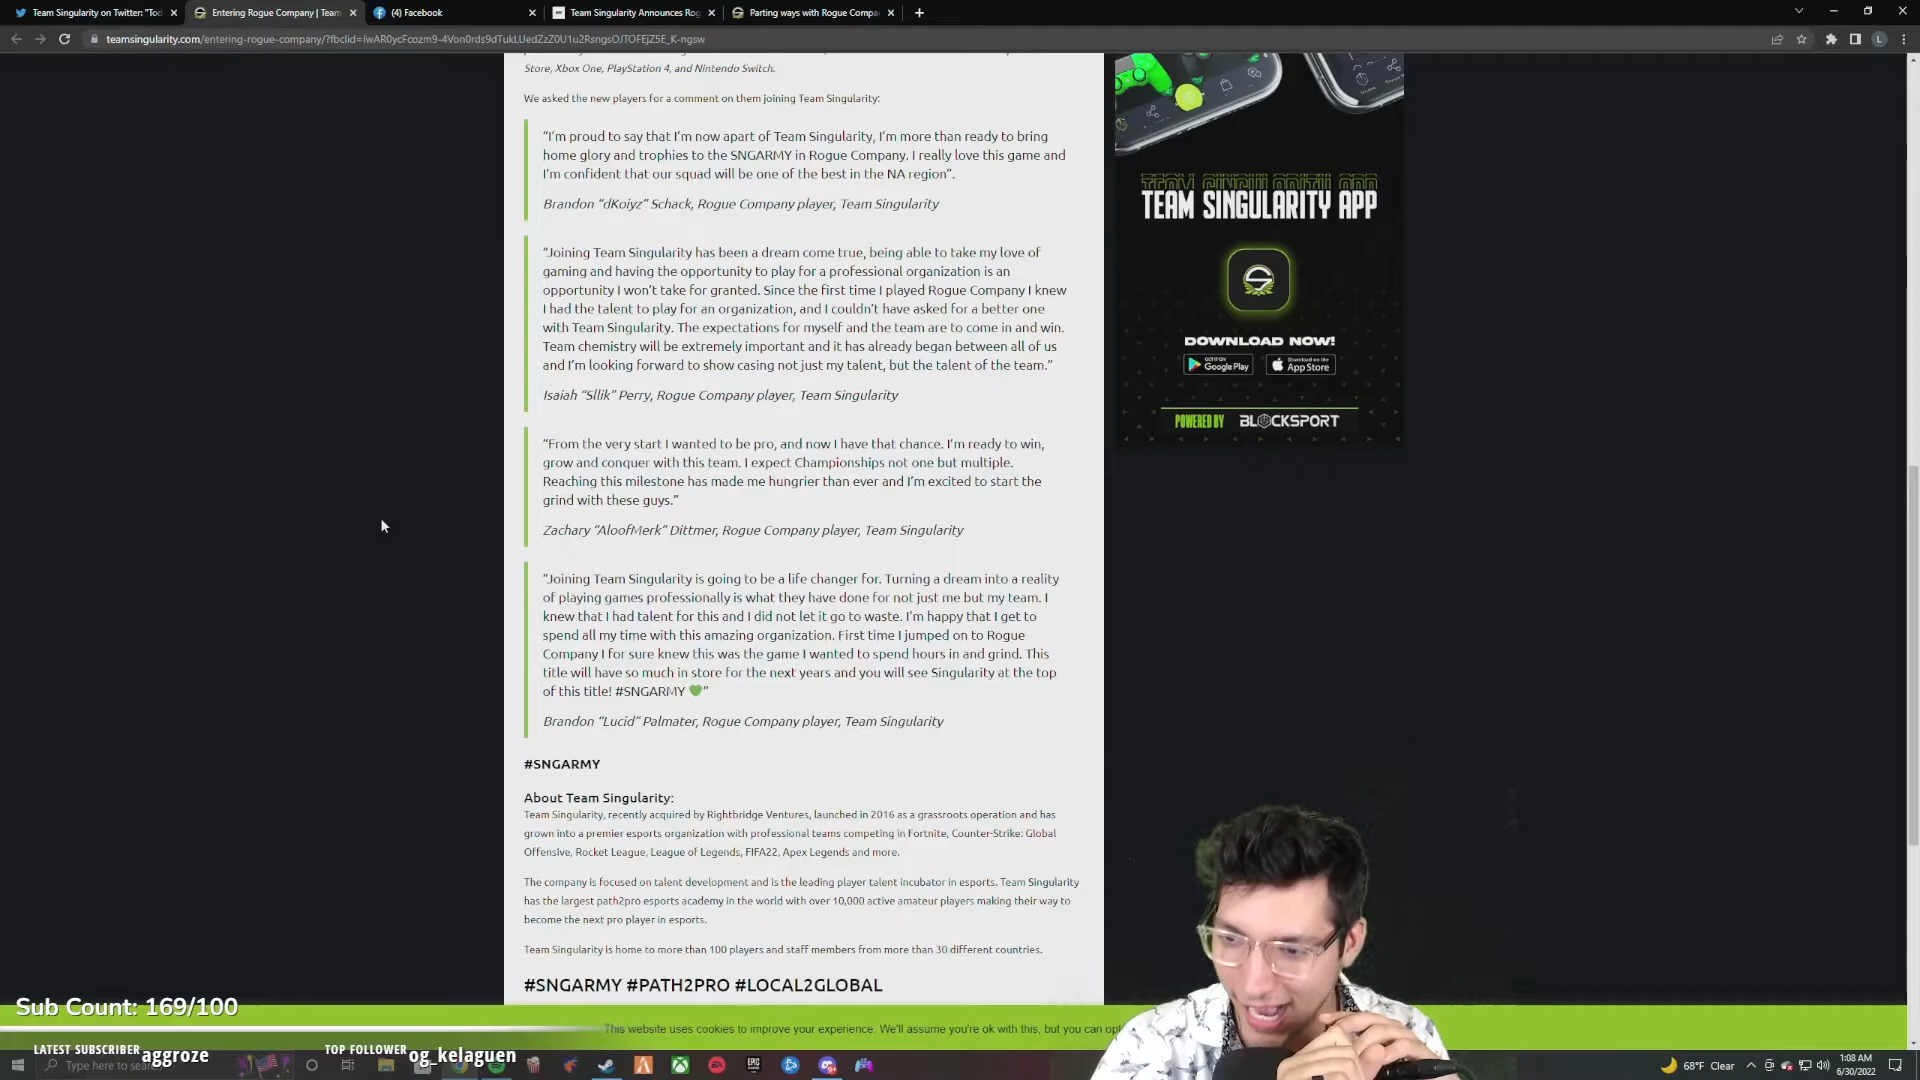 Team Singularity on Twitter: "Tod
Entering Rogue Company | Team
(4) Facebook
Team Singularity Announces Rog
Parting ways with Rogue Compa
teamsingularity.com/entering-rogue-company/?fbclid=
Store, Xbox One, PlayStation 4, and Nintendo Switch.
We asked the new players for a comment on them joining Team Singularity:
“I’m proud to say that I’m now apart of Team Singularity, I’m more than ready to bring
home glory and trophies to the SNGARMY in Rogue Company. I really love this game and
I’m confident that our squad will be one of the best in the NA region”.
Brandon “dKoiyz” Schack, Rogue Company player, Team Singularity
“Joining Team Singularity has been a dream come true, being able to take my love of
gaming and having the opportunity to play for a professional organization is an
opportunity I won’t take for granted. Since the first time I played Rogue Company I knew
I had the talent to play for an organization, and I couldn’t have asked for a better one
with Team Singularity. The expectations for myself and the team are to come in and win.
Team chemistry will be extremely important and it has already began between all of us
and I’m looking forward to show casing not just my talent, but the talent of the team.”
Isaiah “Sllik” Perry, Rogue Company player, Team Singularity
“From the very start I wanted to be pro, and now I have that chance. I’m ready to win,
grow and conquer with this team. I expect Championships not one but multiple.
Reaching this milestone has made me hungrier than ever and I’m excited to start the
grind with these guys.”
Zachary “AloofMerk” Dittmer, Rogue Company player, Team Singularity
“Joining Team Singularity is going to be a life changer for. Turning a dream into a reality
of playing games professionally is what they have done for not just me but my team. I
knew that I had talent for this and I did not let it go to waste. I’m happy that I get to
spend all my time with this amazing organization. First time I jumped on to Rogue
Company I for sure knew this was the game I wanted to spend hours in and grind. This
title will have so much in store for the next years and you will see Singularity at the top
of this title! #SNGARMY 💚”
Brandon “Lucid” Palmater, Rogue Company player, Team Singularity
#SNGARMY
About Team Singularity:
Team Singularity, recently acquired by Rightbridge Ventures, launched in 2016 as a grassroots operation and has
grown into a premier esports organization with professional teams competing in Fortnite, Counter-Strike: Global
Offensive, Rocket League, League of Legends, FIFA22, Apex Legends and more.
The company is focused on talent development and is the leading player talent incubator in esports. Team Singularity
has the largest path2pro esports academy in the world with over 10,000 active amateur players making their way to
become the next pro player in esports.
Team Singularity is home to more than 100 players and staff members from more than 30 different countries.
#SNGARMY #PATH2PRO #LOCAL2GLOBAL
TEAM SINGULARITY APP
TEAM SINGULARITY APP
DOWNLOAD NOW!
GET IT ON
Google Play
Download on the
App Store
POWERED BY BLOCKSPORT
This website uses cookies to improve your experience. We'll assume you're ok with this, but you can opt
Sub Count: 169/100
LATEST SUBSCRIBER aggroze
TOP FOLLOWER og_kelaguen
Type here to search
68°F Clear
1:08 AM
6/30/2022